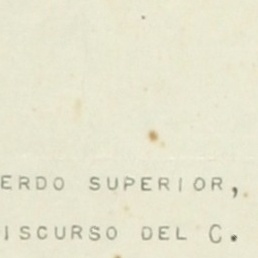 ERDO SUPERIOR,
ISCURSO DEL C.